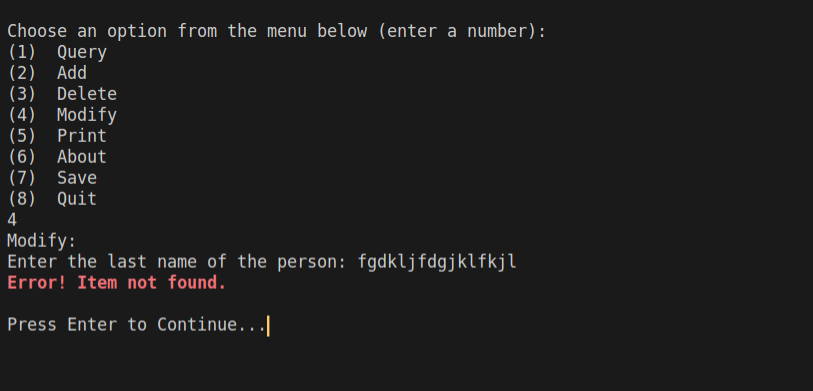 Choose an option from the menu below (enter a number):
(1)  Query
(2)  Add
(3)  Delete
(4)  Modify
(5)  Print
(6)  About
(7)  Save
(8)  Quit
4
Modify:
Enter the last name of the person: fgdkljfdgjklfkjl
Error! Item not found.
Press Enter to Continue...